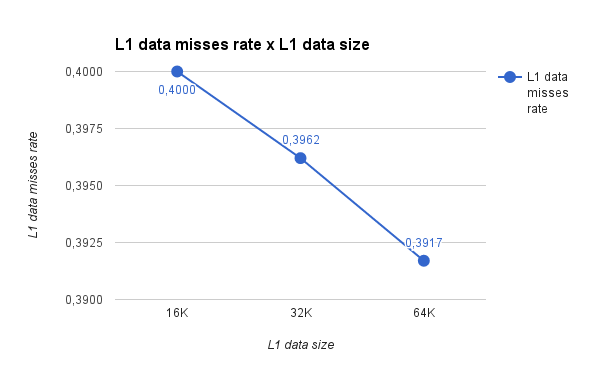 L1 data misses rate x L1 data size
0,4000
0,3975
0,3950
0,3925
0,3900
L1 data misses rate
0,4000
0,3962
0,3917
16K
32K
64K
L1 data size
L1 data
misses
rate